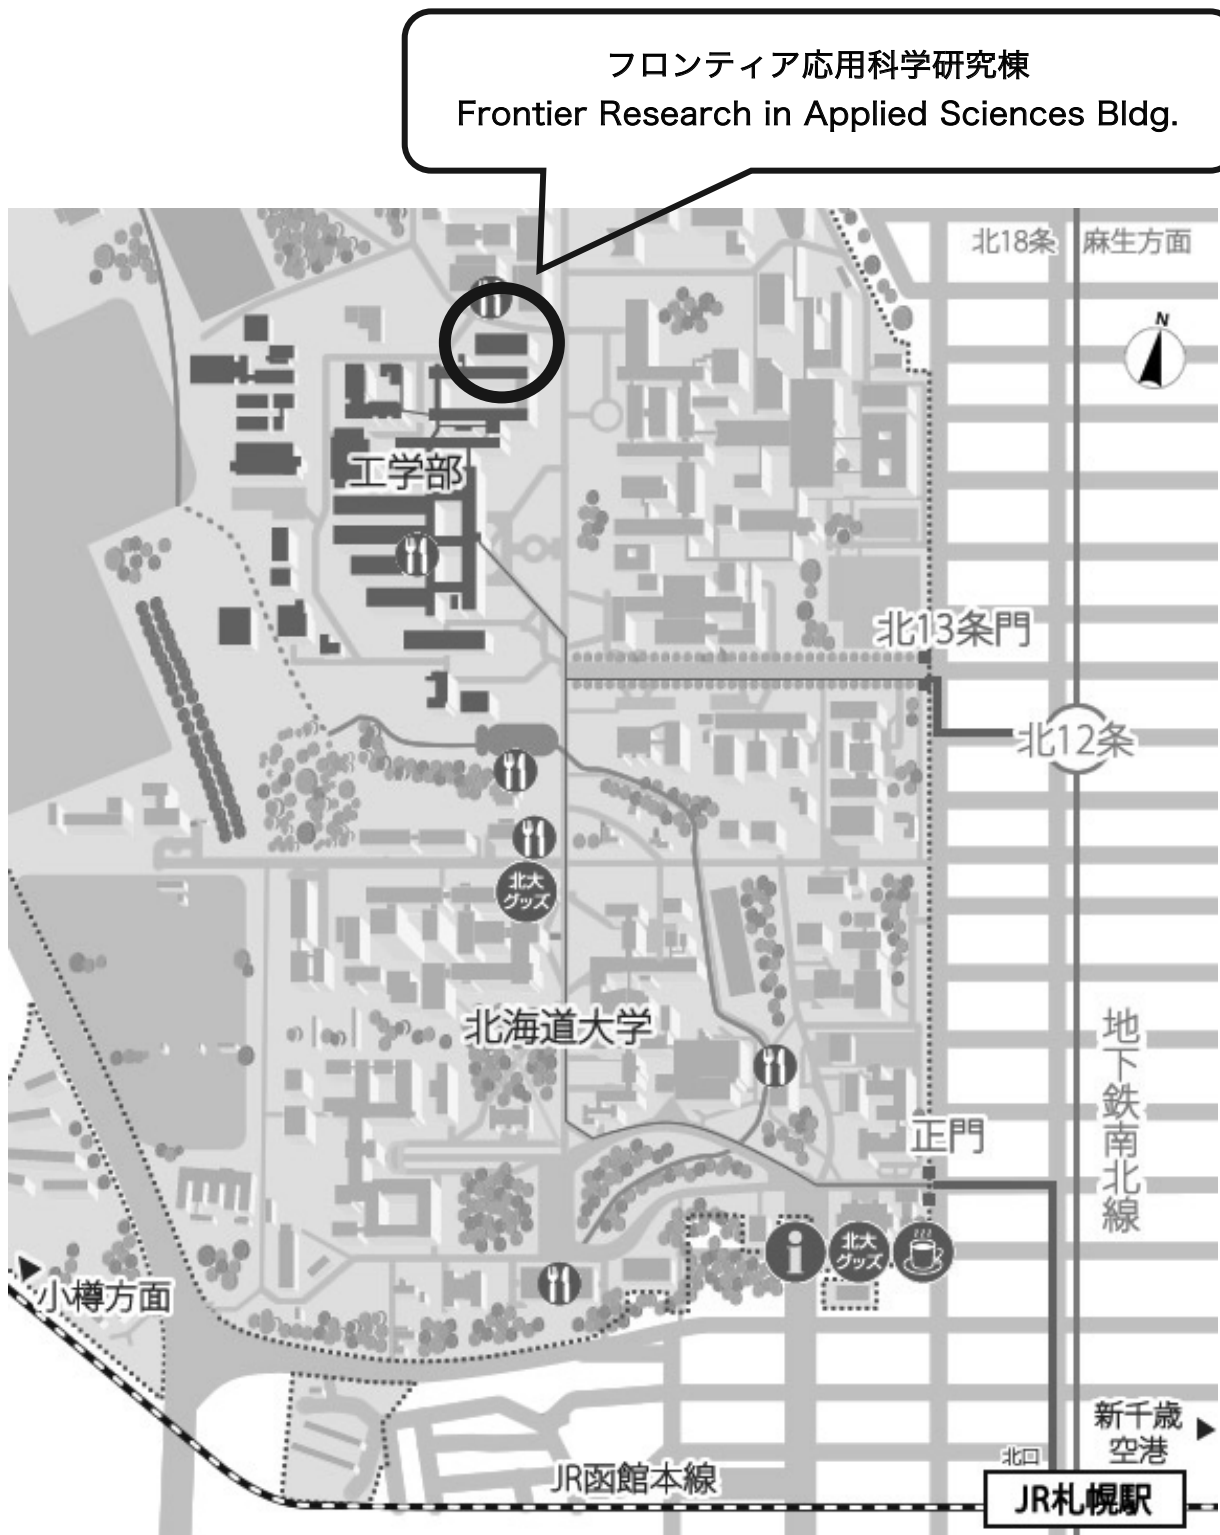 フロンティア応用科学研究棟
Frontier Research in Applied Sciences Bldg.
北18条
麻生方面
N
工学部
北13条門
北12条
北大
グッズ
北海道大学
地下鉄南北線
正門
i
北大
グッズ
小樽方面
新千歳
空港
北口
JR函館本線
JR札幌駅